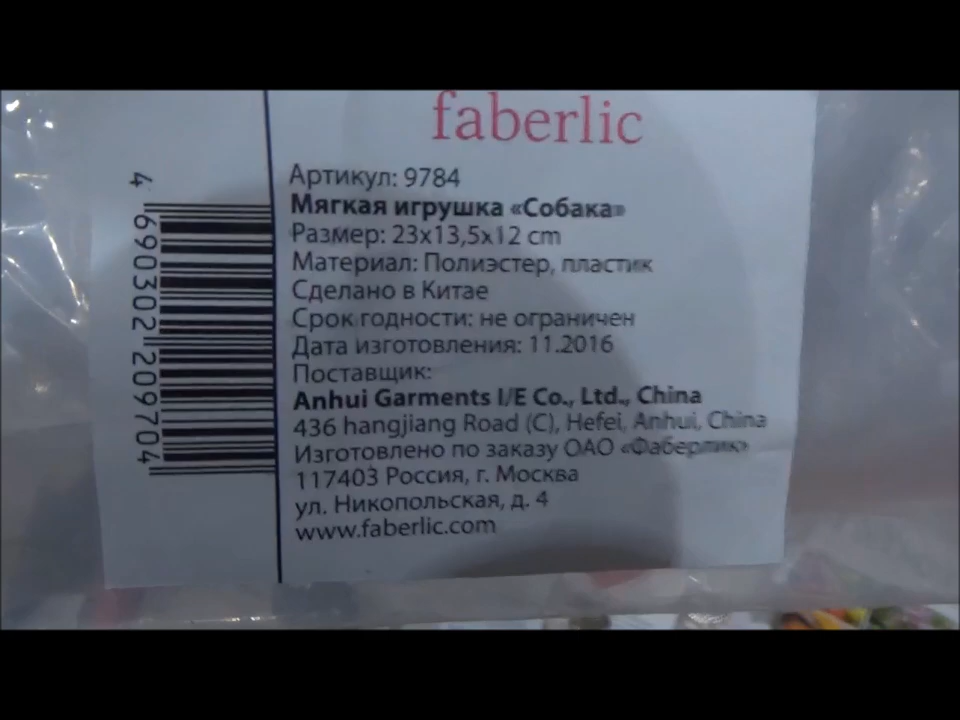 faberlic
Артикул: 9784
Мягкая игрушка «Собака»
Размер: 23x13,5x12 cm
Материал: Полиэстер, пластик
Сделано в Китае
Срок годности: не ограничен
Дата изготовления: 11.2016
Поставщик:
Anhui Garments I/E Co., Ltd., China
436 hangjiang Road (C), Hefei, Anhui, China
Изготовлено по заказу ОАО «Фаберлик»
117403 Россия, г. Москва
ул. Никопольская, д. 4
www.faberlic.com
4 690302 209704